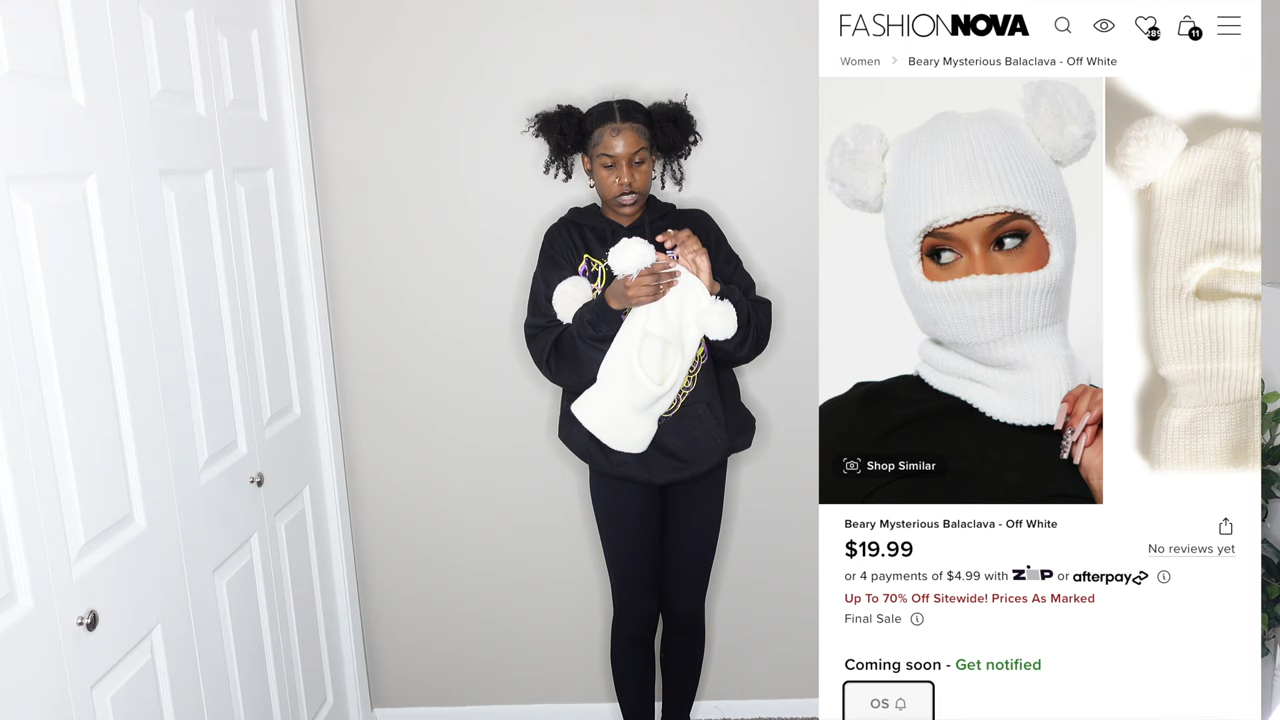 FASHIONNOVA
289
11
Women > Beary Mysterious Balaclava - Off White
Shop Similar
Beary Mysterious Balaclava - Off White
$19.99
No reviews yet
or 4 payments of $4.99 with ZIP or afterpay
Up To 70% Off Sitewide! Prices As Marked
Final Sale
Coming soon - Get notified
OS